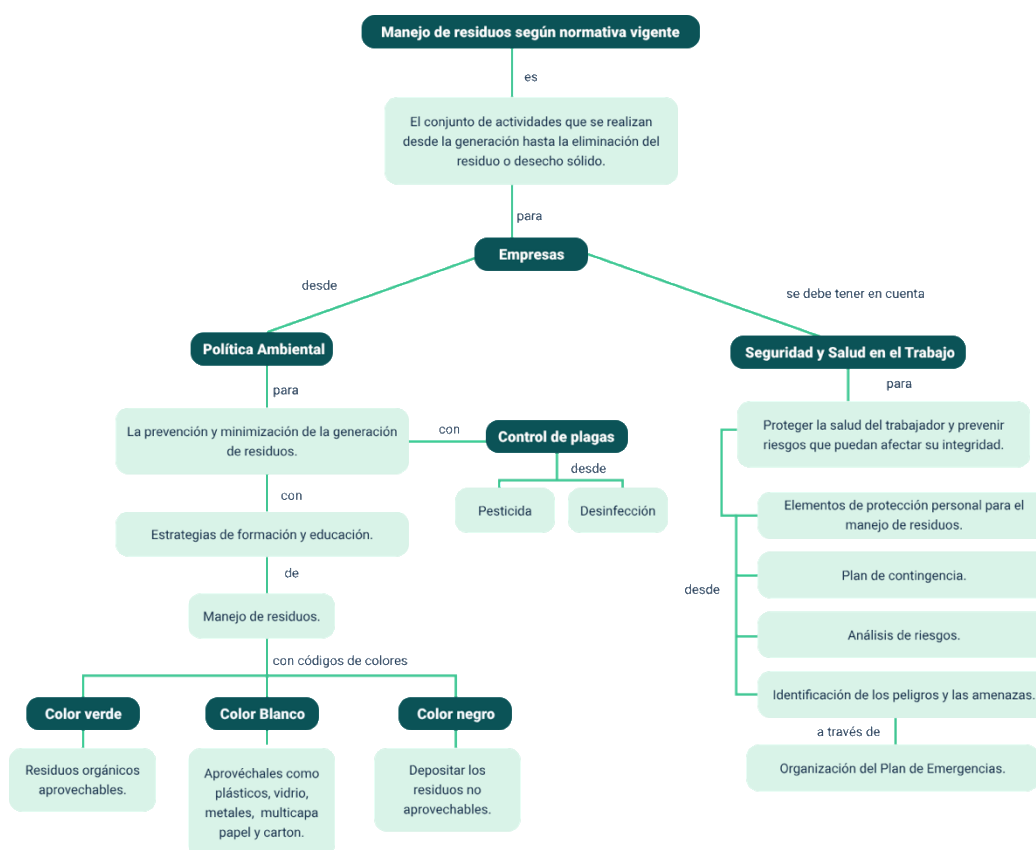 Manejo de residuos según normativa vigente
es
El conjunto de actividades que se realizan
desde la generación hasta la eliminación del
residuo o desecho sólido.
para
Empresas
desde
se debe tener en cuenta
Política Ambiental
para
La prevención y minimización de la generación
de residuos.
con
Control de plagas
desde
Pesticida
Desinfección
con
Estrategias de formación y educación.
de
Manejo de residuos.
con códigos de colores
Color verde
Residuos orgánicos
aprovechables.
Color Blanco
Aprovéchales como
plásticos, vidrio,
metales, multicapa
papel y carton.
Color negro
Depositar los
residuos no
aprovechables.
Seguridad y Salud en el Trabajo
para
Proteger la salud del trabajador y prevenir
riesgos que puedan afectar su integridad.
desde
Elementos de protección personal para el
manejo de residuos.
Plan de contingencia.
Análisis de riesgos.
Identificación de los peligros y las amenazas.
a través de
Organización del Plan de Emergencias.